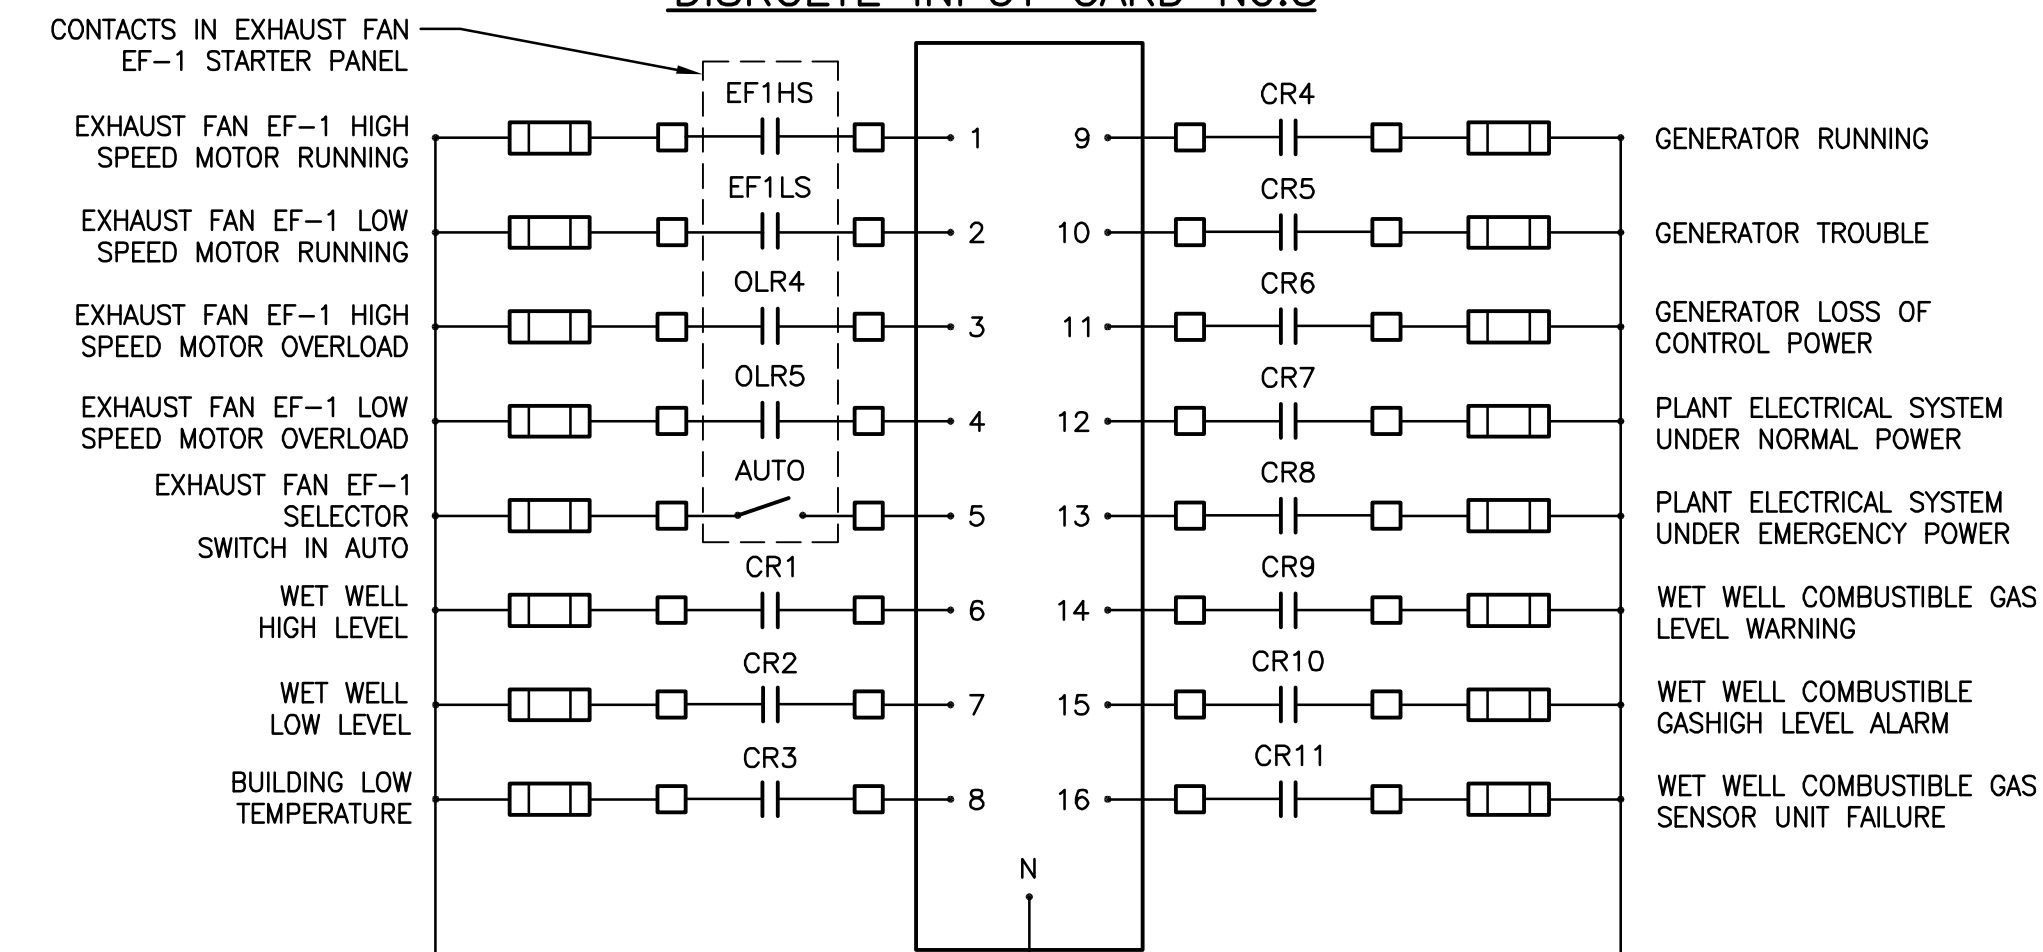 DISCRETE INPUT CARD
CONTACTS IN EXHAUST FAN
EF-1 STARTER PANEL
EF1HS
EXHAUST FAN EF-1 HIGH
SPEED MOTOR RUNNING
1
EF1LS
EXHAUST FAN EF-1 LOW
SPEED MOTOR RUNNING
2
OLR4
EXHAUST FAN EF-1 HIGH
SPEED MOTOR OVERLOAD
3
OLR5
EXHAUST FAN EF-1 LOW
SPEED MOTOR OVERLOAD
4
AUTO
EXHAUST FAN EF-1
SELECTOR
SWITCH IN AUTO
5
CR1
WET WELL
HIGH LEVEL
6
CR2
WET WELL
LOW LEVEL
7
CR3
BUILDING LOW
TEMPERATURE
8
CR4
9
GENERATOR RUNNING
CR5
10
GENERATOR TROUBLE
CR6
11
GENERATOR LOSS OF
CONTROL POWER
CR7
12
PLANT ELECTRICAL SYSTEM
UNDER NORMAL POWER
CR8
13
PLANT ELECTRICAL SYSTEM
UNDER EMERGENCY POWER
CR9
14
WET WELL COMBUSTIBLE GAS
LEVEL WARNING
CR10
15
WET WELL COMBUSTIBLE
GASHIGH LEVEL ALARM
CR11
16
WET WELL COMBUSTIBLE GAS
SENSOR UNIT FAILURE
N